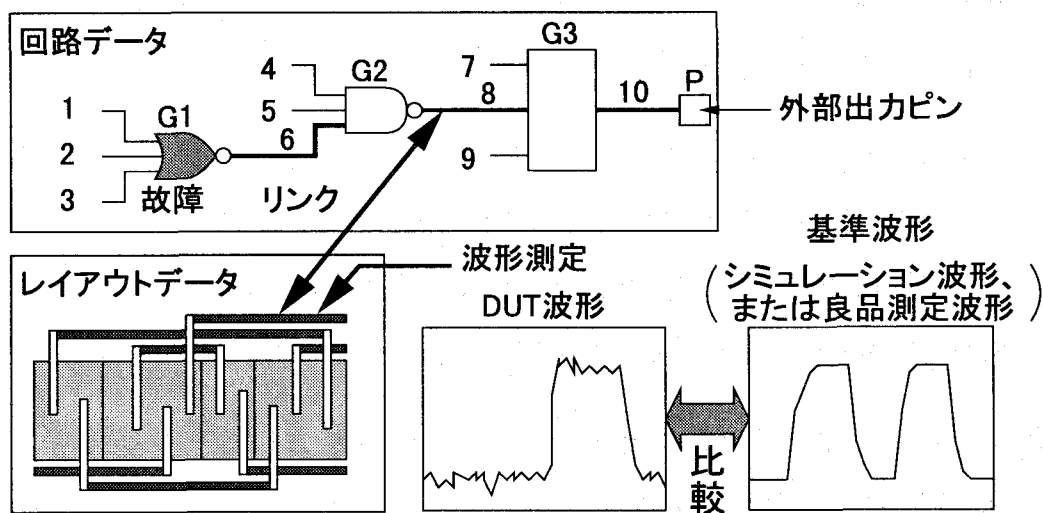 回路データ
1
2
3
G1
故障
4
5
6
G2
リンク
7
8
9
G3
10
P
外部出力ピン
レイアウトデータ
波形測定
DUT波形
基準波形
(シミュレーション波形、
または良品測定波形)
比較